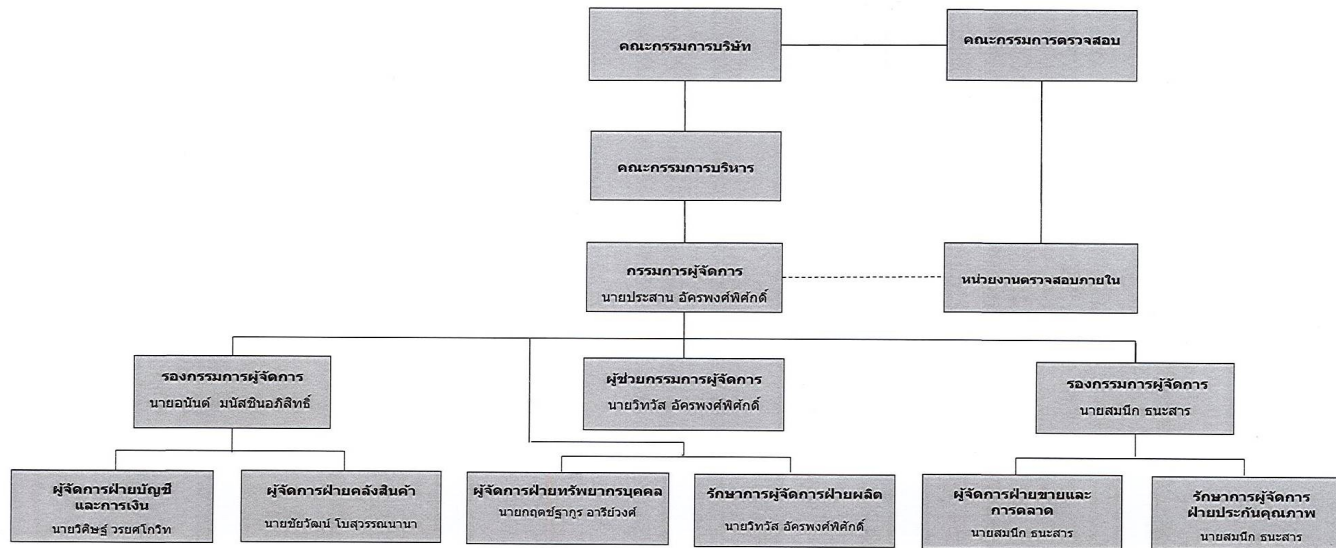 คณะกรรมการบริษัท
คณะกรรมการตรวจสอบ
คณะกรรมการบริหาร
กรรมการผู้จัดการ
นายประสาน อัครพงศ์พิศักดิ์
หน่วยงานตรวจสอบภายใน
รองกรรมการผู้จัดการ
นายอนันต์ มนัสชินอภิสิทธิ์
ผู้ช่วยกรรมการผู้จัดการ
นายวิทวัส อัครพงศ์พิศักดิ์
รองกรรมการผู้จัดการ
นายสมนึก ธนะสาร
ผู้จัดการฝ่ายบัญชี
และการเงิน
นายวิศิษฐ์ วรยศโกวิท
ผู้จัดการฝ่ายคลังสินค้า
นายชัยวัฒน์ โบสุวรรณนานา
ผู้จัดการฝ่ายทรัพยากรบุคคล
นายกฤตชัฐากูร อารีย์วงศ์
รักษาการผู้จัดการฝ่ายผลิต
นายวิทวัส อัครพงศ์พิศักดิ์
ผู้จัดการฝ่ายขายและ
การตลาด
นายสมนึก ธนะสาร
รักษาการผู้จัดการ
ฝ่ายประกันคุณภาพ
นายสมนึก ธนะสาร